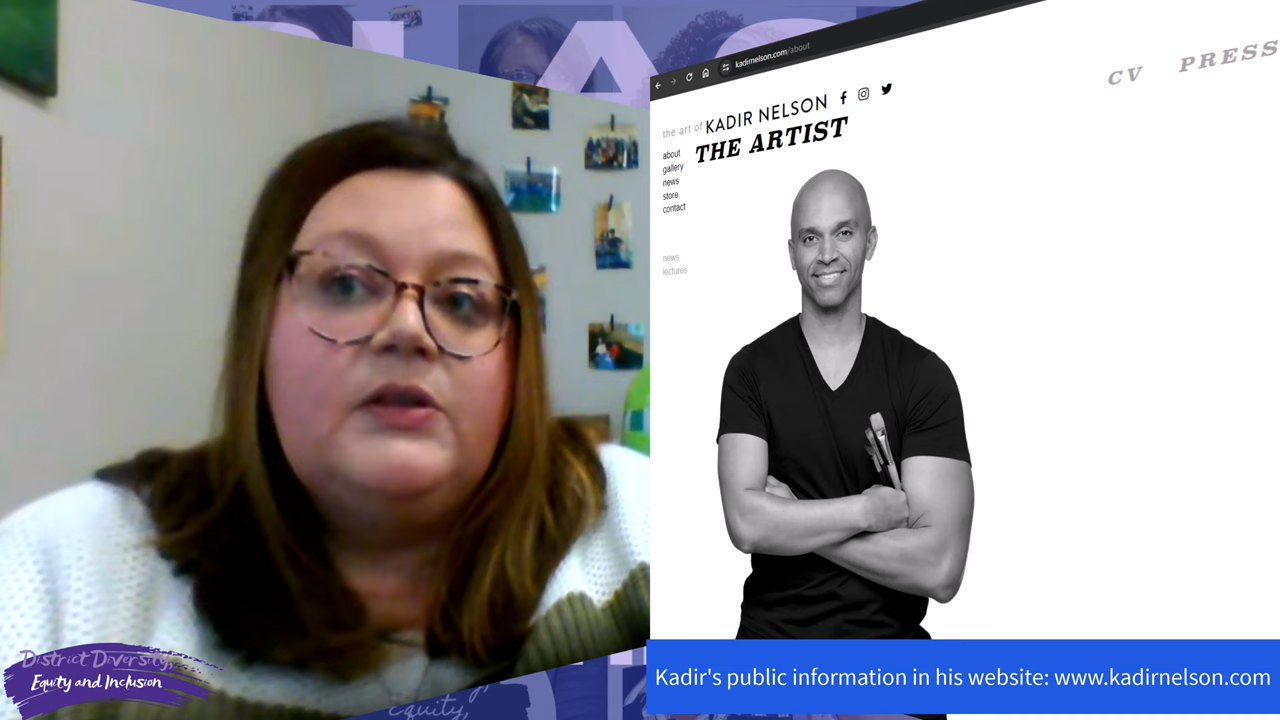 kadirnelson.com/about
CV PRESS
the art of KADIR NELSON
THE ARTIST
about
gallery
news
store
contact
news
lectures
District Diversity,
Equity and Inclusion
Equity,
Kadir's public information in his website: www.kadirnelson.com